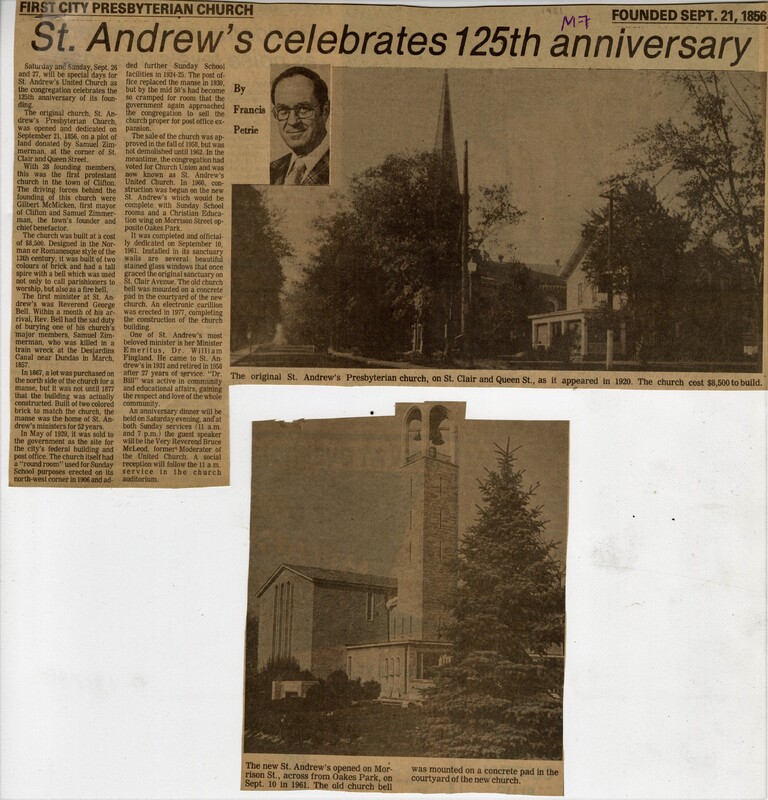 FIRST CITY PRESBYTERIAN CHURCH
1981
M-7
FOUNDED SEPT. 21, 1856
St. Andrew's celebrates 125th anniversary
By
Francis
Petrie
Saturday and Sunday, Sept. 26
and 27, will be special days for
St. Andrew's United Church as
the congregation celebrates the
125th anniversary of its foun-
ding.
The original church, St. An-
drew's Presbyterian Church,
was opened and dedicated on
September 21, 1856, on a plot of
land donated by Samuel Zim-
merman, at the corner of St.
Clair and Queen Street.
With 28 founding members,
this was the first protestant
church in the town of Clifton.
The driving forces behind the
founding of this church were
Gilbert McMicken, first mayor
of Clifton and Samuel Zimmer-
man, the town's founder and
chief benefactor.
The church was built at a cost
of $8,500. Designed in the Nor-
man or Romanesque style of the
12th century, it was built of two
colours of brick and had a tall
spire with a bell which was used
not only to call parishioners to
worship, but also as a fire bell.
The first minister at St. An-
drew's was Reverend George
Bell. Within a month of his ar-
rival, Rev. Bell had the sad duty
of burying one of his church's
major members, Samuel Zim-
merman, who was killed in a
train wreck at the Desjardins
Canal near Dundas in March,
1857.
In 1867, a lot was purchased on
the north side of the church for a
manse, but it was not until 1877
that the building was actually
constructed. Built of two colored
brick to match the church, the
manse was the home of St. An-
drew's ministers for 52 years.
In May of 1929, it was sold to
the government as the site for
the city's federal building and
post office. The church itself had
a "round room" used for Sunday
School purposes erected on its
north-west corner in 1906 and ad-
ded further Sunday School
facilities in 1924-25. The post of-
fice replaced the manse in 1930,
but by the mid 50's had become
so cramped for room that the
government again approached
the congregation to sell the
church proper for post office ex-
pansion.
The sale of the church was ap-
proved in the fall of 1958, but was
not demolished until 1962. In the
meantime, the congregation had
voted for Church Union and was
now known as St. Andrew's
United Church. In 1960, con-
struction was begun on the new
St. Andrew's which would be
complete with Sunday School
rooms and a Christian Educa-
tion wing on Morrison Street op-
posite Oakes Park.
It was completed and official-
ly dedicated on September 10,
1961. Installed in its sanctuary
walls are several beautiful
stained glass windows that once
graced the original sanctuary on
St. Clair Avenue. The old church
bell was mounted on a concrete
pad in the courtyard of the new
church. An electronic carillion
was erected in 1977, completing
the construction of the church
building.
One of St. Andrew's most
beloved minister is her Minister
Emeritus, Dr. William
Fingland. He came to St. An-
drew's in 1931 and retired in 1958
after 27 years of service. "Dr.
Bill" was active in community
and educational affairs, gaining
the respect and love of the whole
community.
An anniversary dinner will be
held on Saturday evening, and at
both Sunday services (11 a.m.
and 7 p.m.) the guest speaker
will be the Very Reverend Bruce
McLeod, former Moderator of
the United Church. A social
reception will follow the 11 a.m.
service in the church
auditorium.
The original St. Andrew's Presbyterian church, on St. Clair and Queen St., as it appeared in 1920. The church cost $8,500 to build.
The new St. Andrew's opened on Mor-
rison St., across from Oakes Park, on
Sept. 10 in 1961. The old church bell
was mounted on a concrete pad in the
courtyard of the new church.